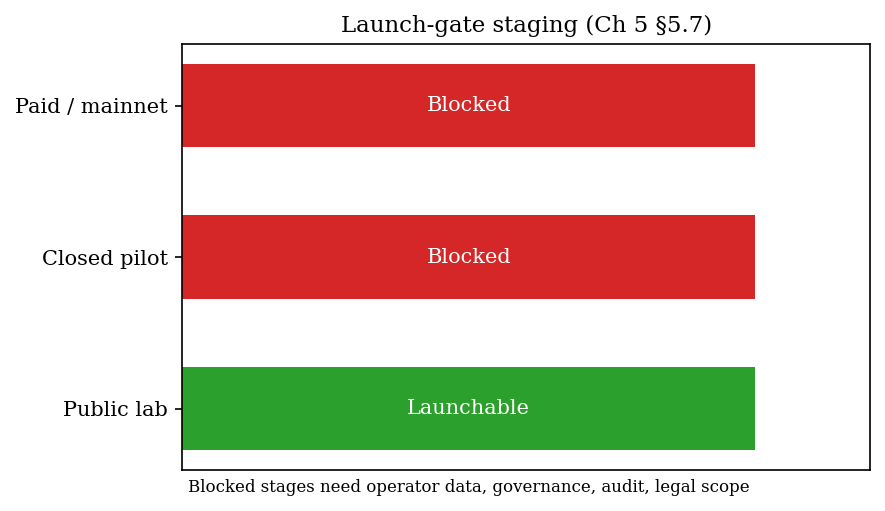 Launch-gate staging (Ch 5 §5.7)
Paid / mainnet
Blocked
Closed pilot
Blocked
Public lab
Launchable
Blocked stages need operator data, governance, audit, legal scope